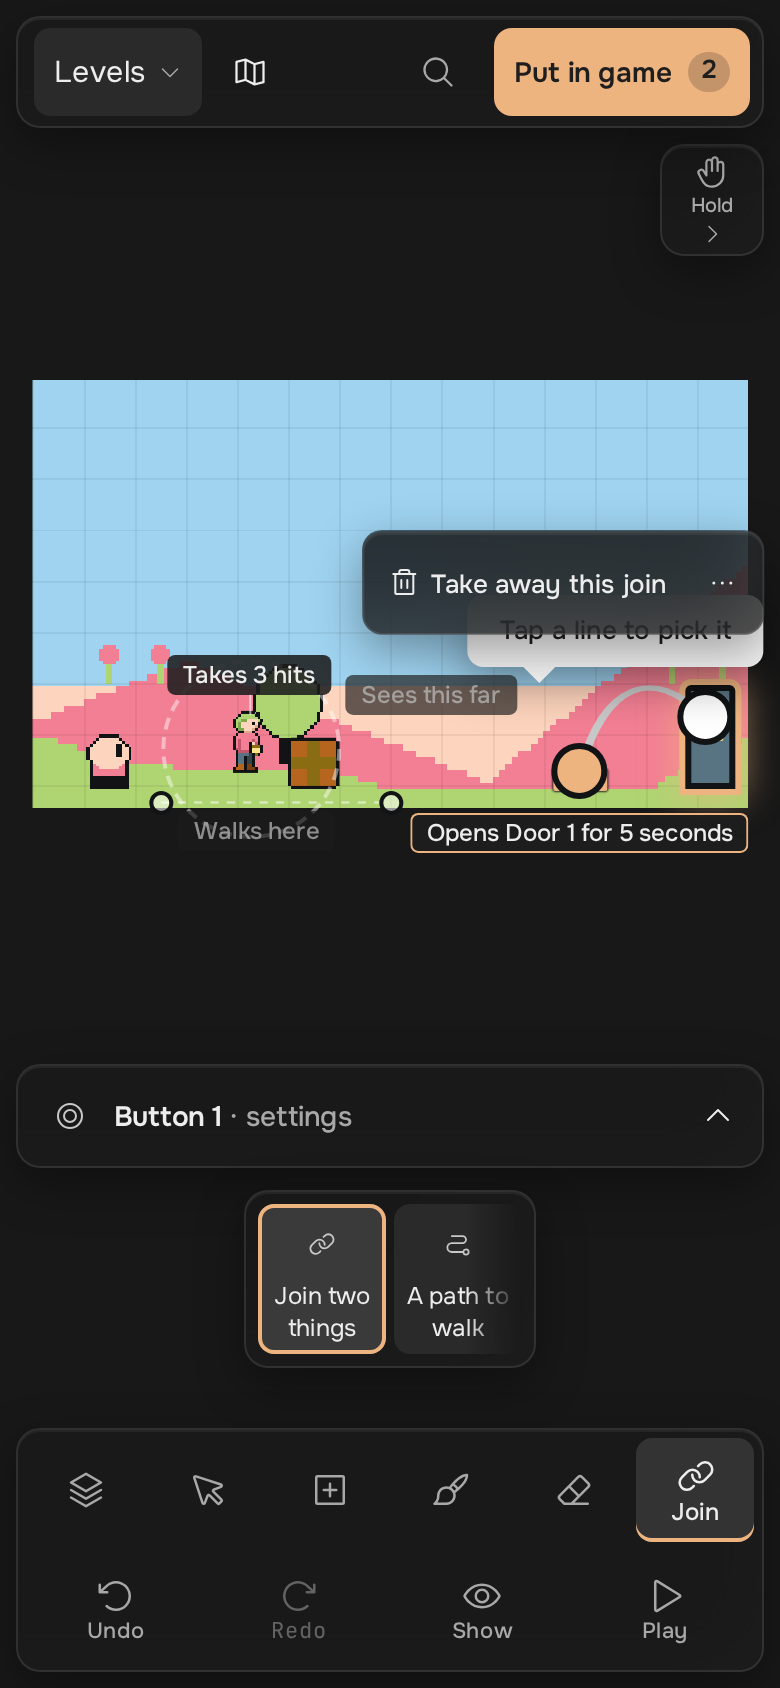 Levels
Put in game 2
Hold
Take away this join
Tap a line to pick it
Takes 3 hits
Sees this far
Walks here
Opens Door 1 for 5 seconds
Button 1 · settings
Join two
things
A path to
walk
Join
Undo
Redo
Show
Play